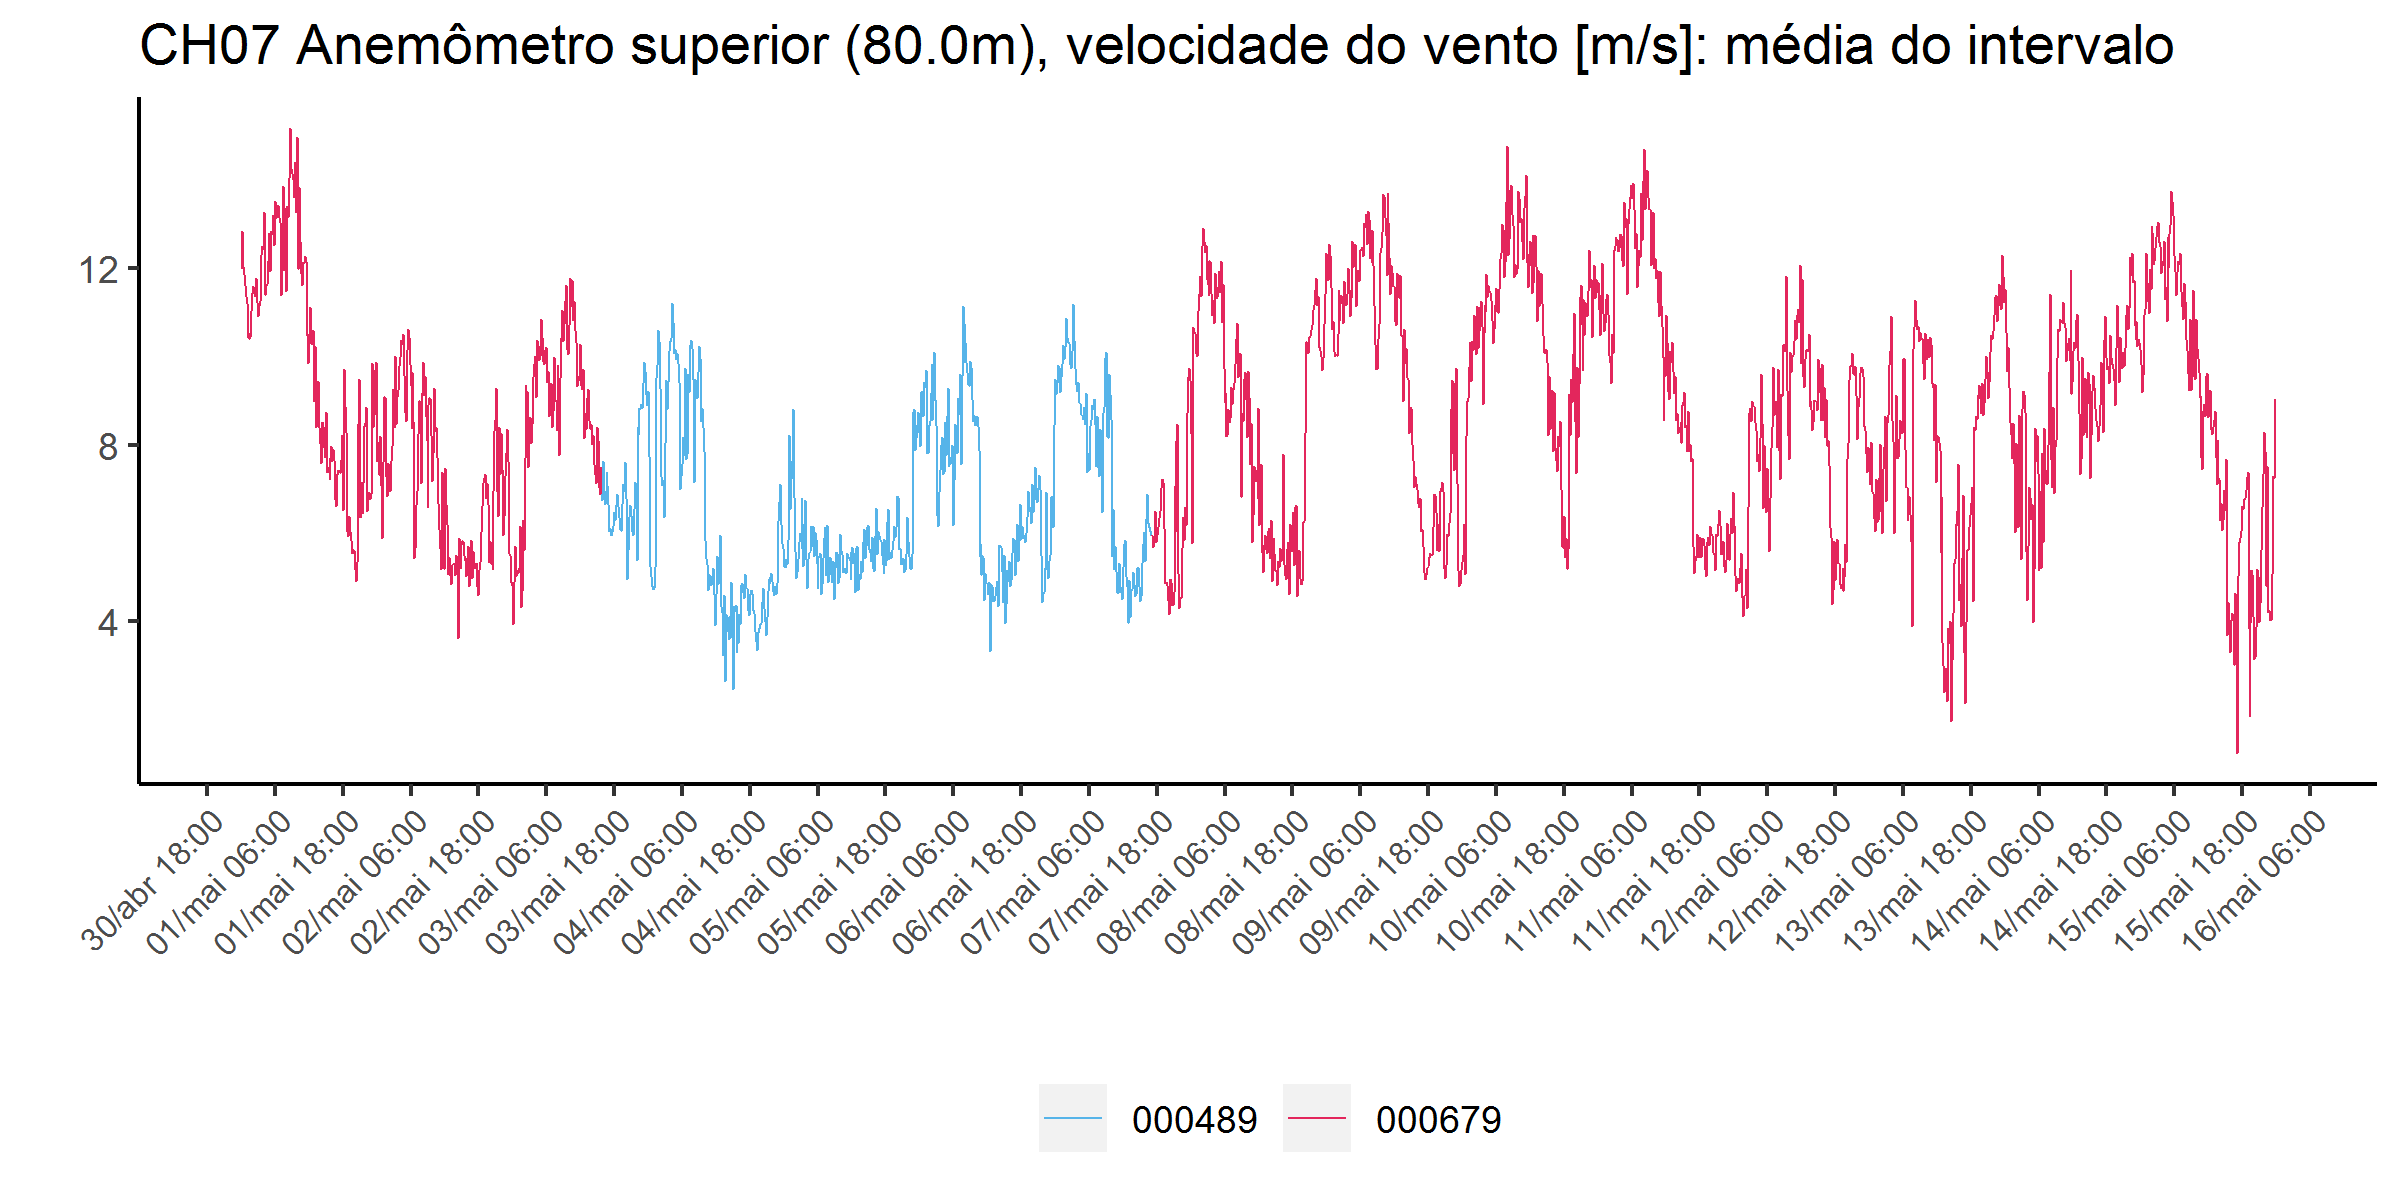 CH07 Anemômetro superior (80.0m), velocidade do vento [m/s]: média do intervalo
12
8
4
30/abr 18:00
01/mai 06:00
01/mai 18:00
02/mai 06:00
02/mai 18:00
03/mai 06:00
03/mai 18:00
04/mai 06:00
04/mai 18:00
05/mai 06:00
05/mai 18:00
06/mai 06:00
06/mai 18:00
07/mai 06:00
07/mai 18:00
08/mai 06:00
08/mai 18:00
09/mai 06:00
09/mai 18:00
10/mai 06:00
10/mai 18:00
11/mai 06:00
11/mai 18:00
12/mai 06:00
12/mai 18:00
13/mai 06:00
13/mai 18:00
14/mai 06:00
14/mai 18:00
15/mai 06:00
15/mai 18:00
16/mai 06:00
000489
000679